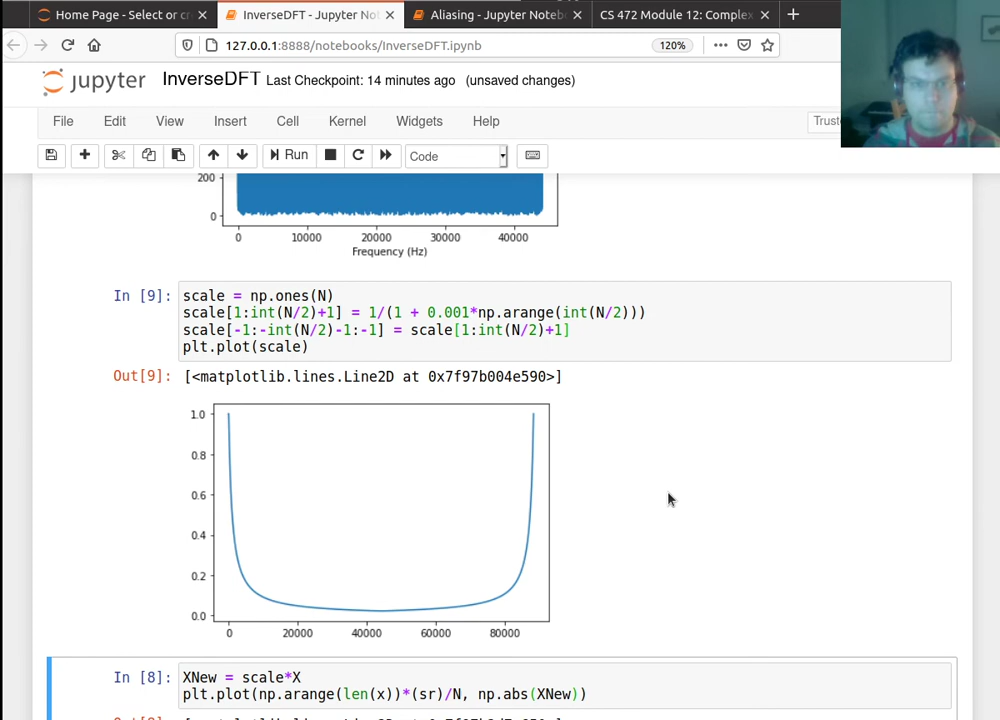 Home Page - Select or cr
InverseDFT - Jupyter Not
Aliasing - Jupyter Noteb
CS 472 Module 12: Complex
127.0.0.1:8888/notebooks/InverseDFT.ipynb
120%
jupyter InverseDFT Last Checkpoint: 14 minutes ago (unsaved changes)
File Edit View Insert Cell Kernel Widgets Help
Truste
Run
Code
200
0
0 10000 20000 30000 40000
Frequency (Hz)
In [9]: scale = np.ones(N)
scale[1:int(N/2)+1] = 1/(1 + 0.001*np.arange(int(N/2)))
scale[-1:-int(N/2)-1:-1] = scale[1:int(N/2)+1]
plt.plot(scale)
Out[9]: [<matplotlib.lines.Line2D at 0x7f97b004e590>]
1.0
0.8
0.6
0.4
0.2
0.0
0 20000 40000 60000 80000
In [8]: XNew = scale*X
plt.plot(np.arange(len(x))*(sr)/N, np.abs(XNew))